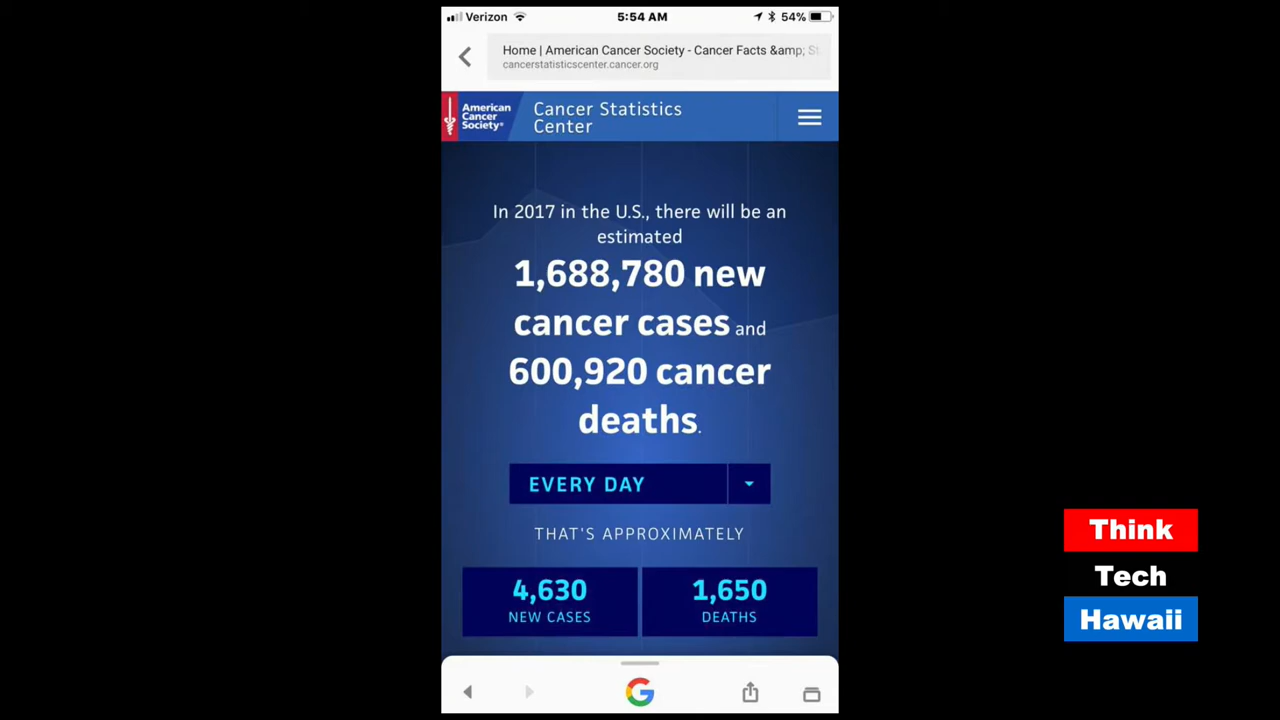 Verizon
5:54 AM
54%
Home | American Cancer Society - Cancer Facts &amp; St
cancerstatisticscenter.cancer.org
American
Cancer
Society®
Cancer Statistics
Center
In 2017 in the U.S., there will be an
estimated
1,688,780 new
cancer cases and
600,920 cancer
deaths.
EVERY DAY
THAT'S APPROXIMATELY
4,630
NEW CASES
1,650
DEATHS
G
Think
Tech
Hawaii